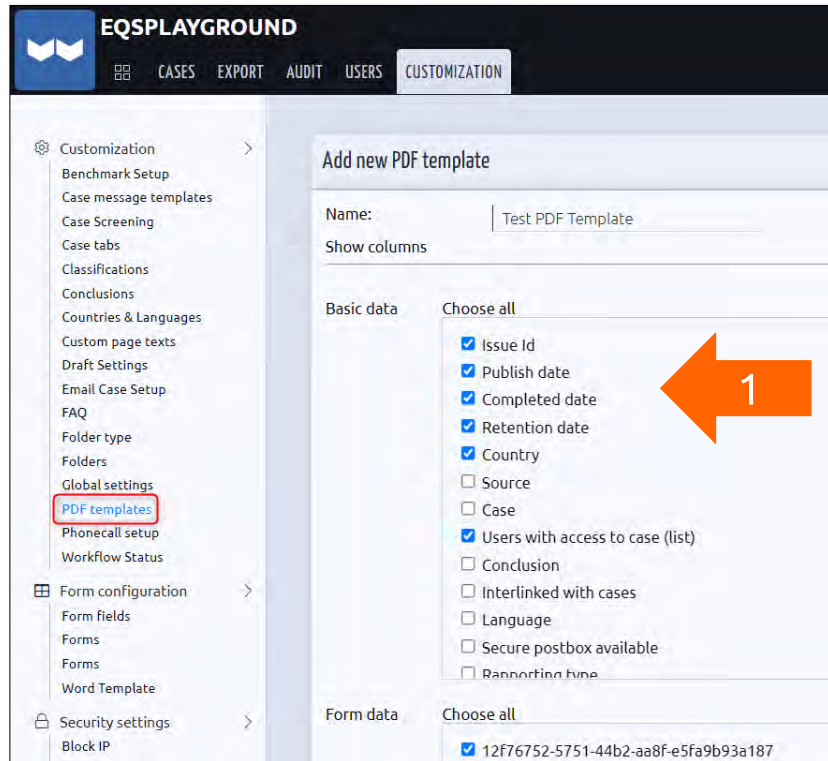 EQSPLAYGROUND
CASES EXPORT AUDIT USERS CUSTOMIZATION
Customization
Benchmark Setup
Case message templates
Case Screening
Case tabs
Classifications
Conclusions
Countries & Languages
Custom page texts
Draft Settings
Email Case Setup
FAQ
Folder type
Folders
Global settings
PDF templates
Phonecall setup
Workflow Status
Form configuration
Form fields
Forms
Forms
Word Template
Security settings
Block IP
Add new PDF template
Name: Test PDF Template
Show columns
Basic data Choose all
Issue Id
Publish date
Completed date
Retention date
Country
Source
Case
Users with access to case (list)
Conclusion
Interlinked with cases
Language
Secure postbox available
Rapporting type
1
Form data Choose all
12f76752-5751-44b2-aa8f-e5fa9b93a187